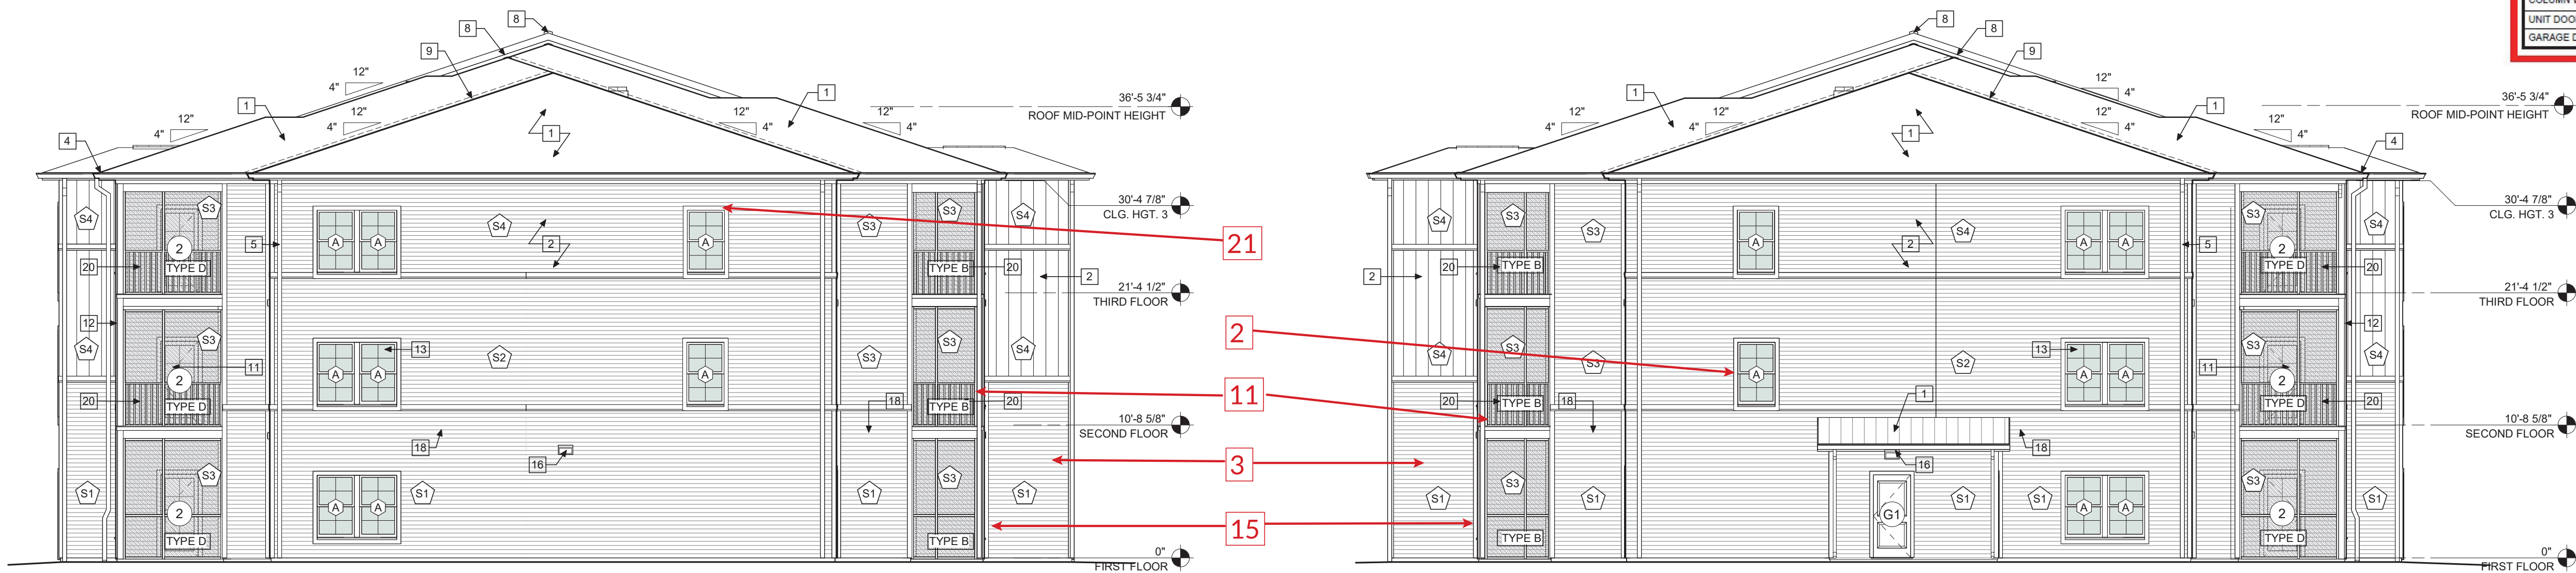 8
8
9
12"
4"
12"
4"
12"
4"
1
1
12"
4"
12"
4"
1
4
36'-5 3/4"
ROOF MID-POINT HEIGHT
S4
S3
S4
S3
S4
30'-4 7/8"
CLG. HGT. 3
2
5
A
A
2
A
S3
21
20
TYPE D
TYPE B
20
2
21'-4 1/2"
THIRD FLOOR
12
S4
S3
13
S2
S3
S3
S4
2
11
2
A
A
A
11
20
TYPE D
TYPE B
20
18
18
10'-8 5/8"
SECOND FLOOR
16
3
S1
S3
S1
S1
S3
S1
2
A
A
15
TYPE D
TYPE B
0"
FIRST FLOOR
8
8
9
12"
4"
1
1
12"
4"
12"
4"
12"
4"
12"
4"
1
4
36'-5 3/4"
ROOF MID-POINT HEIGHT
S4
S3
S3
S4
S3
S4
30'-4 7/8"
CLG. HGT. 3
A
2
A
A
5
2
2
20
TYPE B
TYPE D
20
21'-4 1/2"
THIRD FLOOR
12
S4
S3
S3
S2
13
S3
S4
A
A
A
11
2
20
TYPE B
18
1
TYPE D
20
18
10'-8 5/8"
SECOND FLOOR
16
S1
S3
S1
G1
S1
S1
S3
S1
A
A
2
TYPE B
TYPE D
0"
FIRST FLOOR
UNIT DOO
GARAGE D